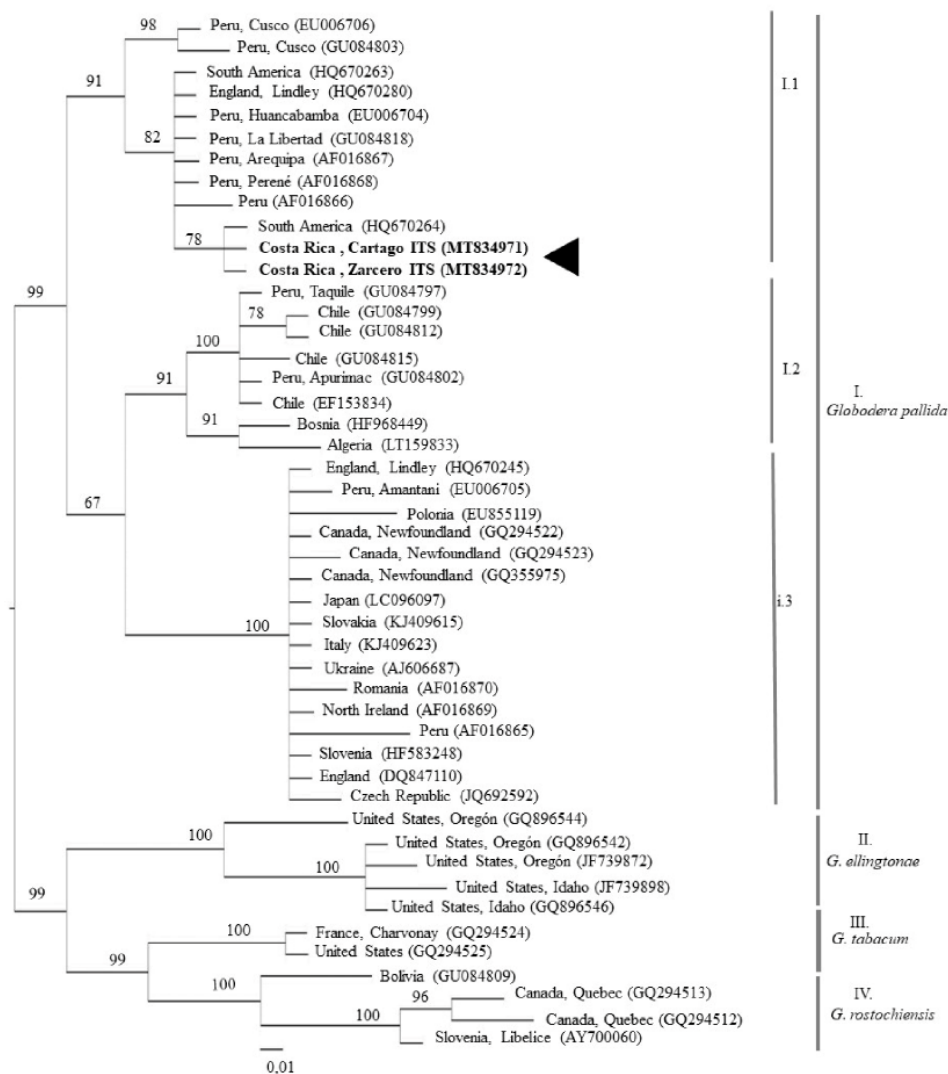 98
Peru, Cusco (EU006706)
Peru, Cusco (GU084803)
91
I.1
South America (HQ670263)
England, Lindley (HQ670280)
Peru, Huancabamba (EU006704)
82
Peru, La Libertad (GU084818)
Peru, Arequipa (AF016867)
Peru, Perené (AF016868)
Peru (AF016866)
South America (HQ670264)
78
Costa Rica , Cartago ITS (MT834971)
Costa Rica , Zarcero ITS (MT834972)
99
Peru, Taquile (GU084797)
78
Chile (GU084799)
Chile (GU084812)
100
Chile (GU084815)
I.2
91
Peru, Apurimac (GU084802)
I.
Chile (EF153834)
Globodera pallida
91
Bosnia (HF968449)
Algeria (LT159833)
England, Lindley (HQ670245)
Peru, Amantani (EU006705)
67
Polonia (EU855119)
Canada, Newfoundland (GQ294522)
Canada, Newfoundland (GQ294523)
Canada, Newfoundland (GQ355975)
Japan (LC096097)
i.3
Slovakia (KJ409615)
100
Italy (KJ409623)
Ukraine (AJ606687)
Romania (AF016870)
North Ireland (AF016869)
Peru (AF016865)
Slovenia (HF583248)
England (DQ847110)
Czech Republic (JQ692592)
United States, Oregón (GQ896544)
100
United States, Oregón (GQ896542)
II.
United States, Oregón (JF739872)
G. ellingtonae
100
United States, Idaho (JF739898)
99
United States, Idaho (GQ896546)
100
France, Charvonay (GQ294524)
III.
United States (GQ294525)
G. tabacum
99
Bolivia (GU084809)
100
96
Canada, Quebec (GQ294513)
IV.
100
Canada, Quebec (GQ294512)
G. rostochiensis
Slovenia, Libelice (AY700060)
0,01